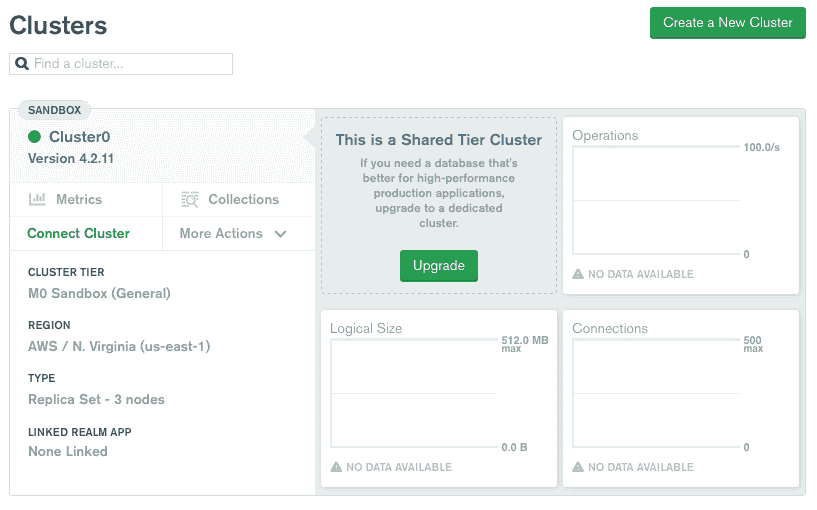 Clusters
Create a New Cluster
Find a cluster...
SANDBOX
Cluster0
Version 4.2.11
Metrics
Collections
Connect Cluster
More Actions
CLUSTER TIER
M0 Sandbox (General)
REGION
AWS / N. Virginia (us-east-1)
TYPE
Replica Set - 3 nodes
LINKED REALM APP
None Linked
This is a Shared Tier Cluster
If you need a database that's
better for high-performance
production applications,
upgrade to a dedicated
cluster.
Upgrade
Operations
100.0/s
0
NO DATA AVAILABLE
Logical Size
512.0 MB
max
0.0 B
NO DATA AVAILABLE
Connections
500
max
0
NO DATA AVAILABLE